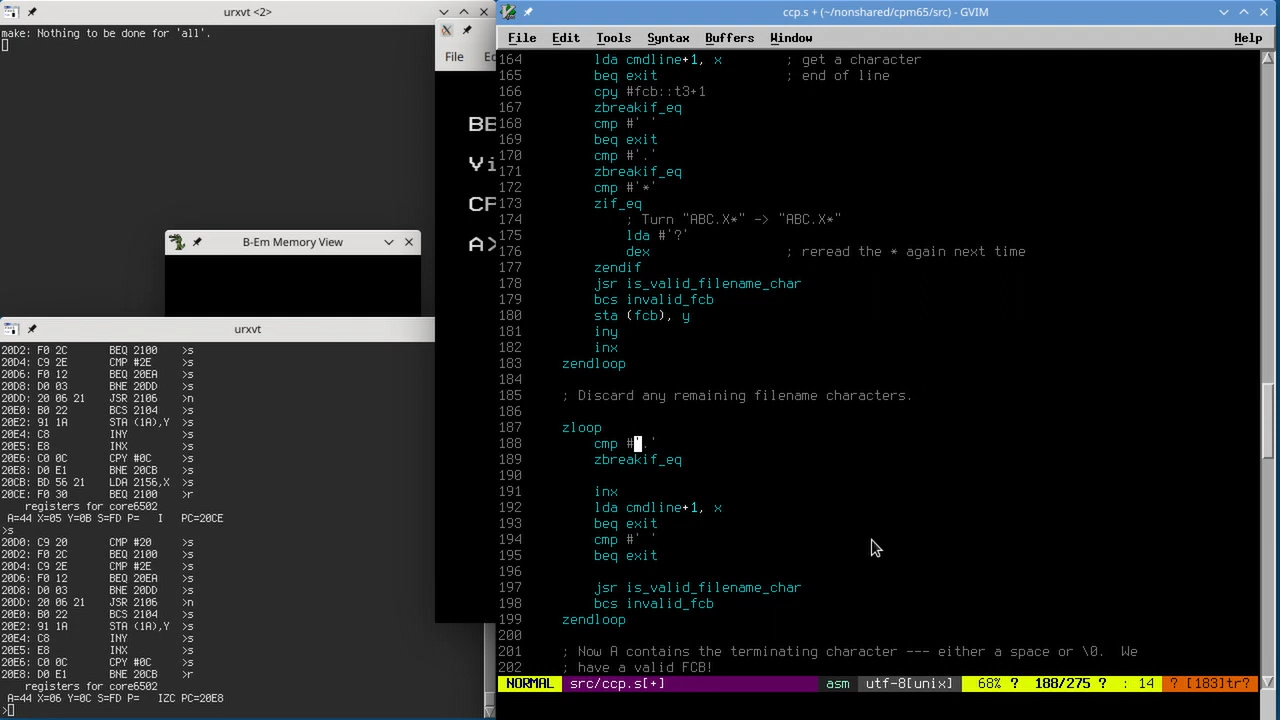 urxvt <2>
make: Nothing to be done for 'all'.
File
BE
Vi
CP
A>
B-Em Memory View
urxvt
20D2: F0 2C BEQ 2100 >s
20D4: C9 2E CMP #2E >s
20D6: F0 12 BEQ 20EA >s
20D8: D0 03 BNE 20DD >s
20DD: 20 06 21 JSR 2106 >n
20E0: B0 22 BCS 2104 >s
20E2: 91 1A STA (1A),Y >s
20E4: C8 INY >s
20E5: E8 INX >s
20E6: C0 0C CPY #0C >s
20E8: D0 E1 BNE 20CB >s
20CB: BD 56 21 LDA 2156,X >s
20CE: F0 30 BEQ 2100 >r
registers for core6502
A=44 X=05 Y=0B S=FD P= I PC=20CE
>s
20D0: C9 20 CMP #20 >s
20D2: F0 2C BEQ 2100 >s
20D4: C9 2E CMP #2E >s
20D6: F0 12 BEQ 20EA >s
20D8: D0 03 BNE 20DD >s
20DD: 20 06 21 JSR 2106 >n
20E0: B0 22 BCS 2104 >s
20E2: 91 1A STA (1A),Y >s
20E4: C8 INY >s
20E5: E8 INX >s
20E6: C0 0C CPY #0C >s
20E8: D0 E1 BNE 20CB >r
registers for core6502
A=44 X=06 Y=0C S=FD P= IZC PC=20E8
>
ccp.s + (~/nonshared/cpm65/src) - GVIM
File Edit Tools Syntax Buffers Window Help
164 lda cmdline+1, x ; get a character
165 beq exit ; end of line
166 cpy #fcb::t3+1
167 zbreakif_eq
168 cmp #' '
169 beq exit
170 cmp #'.'
171 zbreakif_eq
172 cmp #'*'
173 zif_eq
174 ; Turn "ABC.X*" -> "ABC.X*"
175 lda #'?'
176 dex ; reread the * again next time
177 zendif
178 jsr is_valid_filename_char
179 bcs invalid_fcb
180 sta (fcb), y
181 iny
182 inx
183 zendloop
184
185 ; Discard any remaining filename characters.
186
187 zloop
188 cmp #'.'
189 zbreakif_eq
190
191 inx
192 lda cmdline+1, x
193 beq exit
194 cmp #' '
195 beq exit
196
197 jsr is_valid_filename_char
198 bcs invalid_fcb
199 zendloop
200
201 ; Now A contains the terminating character --- either a space or \0. We
202 ; have a valid FCB!
NORMAL src/ccp.s[+] asm utf-8[unix] 68% ? 188/275 ? : 14 ? [183]tr?